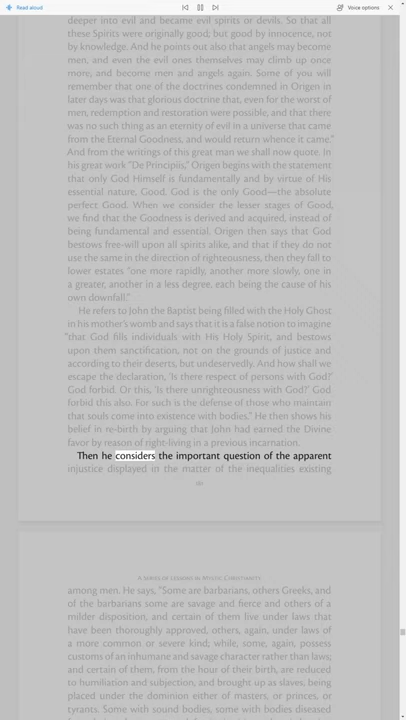 Read aloud
Voice options
deeper into evil and became evil spirits or devils. So that all
these Spirits were originally good; but good by innocence, not
by knowledge. And he points out also that angels may become
men, and even the evil ones themselves may climb up once
more, and become men and angels again. Some of you will
remember that one of the doctrines condemned in Origen in
later days was that glorious doctrine that, even for the worst of
men, redemption and restoration were possible, and that there
was no such thing as an eternity of evil in a universe that came
from the Eternal Goodness, and would return whence it came."
And from the writings of this great man we shall now quote. In
his great work "De Principiis," Origen begins with the statement
that only God Himself is fundamentally and by virtue of His
essential nature, Good. God is the only Good—the absolute
perfect Good. When we consider the lesser stages of Good,
we find that the Goodness is derived and acquired, instead of
being fundamental and essential. Origen then says that God
bestows free-will upon all spirits alike, and that if they do not
use the same in the direction of righteousness, then they fall to
lower estates "one more rapidly, another more slowly, one in
a greater, another in a less degree, each being the cause of his
own downfall."
He refers to John the Baptist being filled with the Holy Ghost
in his mother's womb and says that it is a false notion to imagine
"that God fills individuals with His Holy Spirit, and bestows
upon them sanctification, not on the grounds of justice and
according to their deserts, but undeservedly. And how shall we
escape the declaration, 'Is there respect of persons with God?'
God forbid. Or this, 'Is there unrighteousness with God?' God
forbid this also. For such is the defense of those who maintain
that souls come into existence with bodies." He then shows his
belief in re-birth by arguing that John had earned the Divine
favor by reason of right-living in a previous incarnation.
Then he considers the important question of the apparent
injustice displayed in the matter of the inequalities existing
A Series of Lessons in Mystic Christianity
among men. He says, "Some are barbarians, others Greeks, and
of the barbarians some are savage and fierce and others of a
milder disposition, and certain of them live under laws that
have been thoroughly approved, others, again, under laws of
a more common or severe kind; while, some, again, possess
customs of an inhumane and savage character rather than laws;
and certain of them, from the hour of their birth, are reduced
to humiliation and subjection, and brought up as slaves, being
placed under the dominion either of masters, or princes, or
tyrants. Some with sound bodies, some with bodies diseased